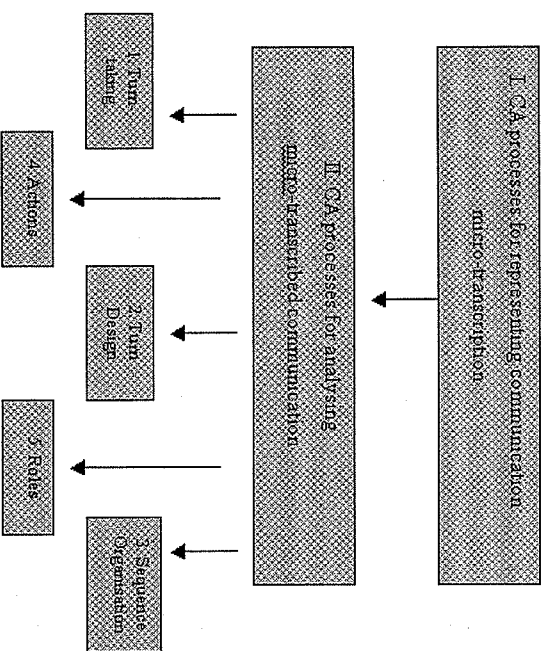 I. CA processes for representing communication
micro-transcription
II. CA processes for analysing
micro-transcribed communication
1. Turn-
taking
2. Turn
Design
3. Sequence
Organisation
4. Actions
5. Roles